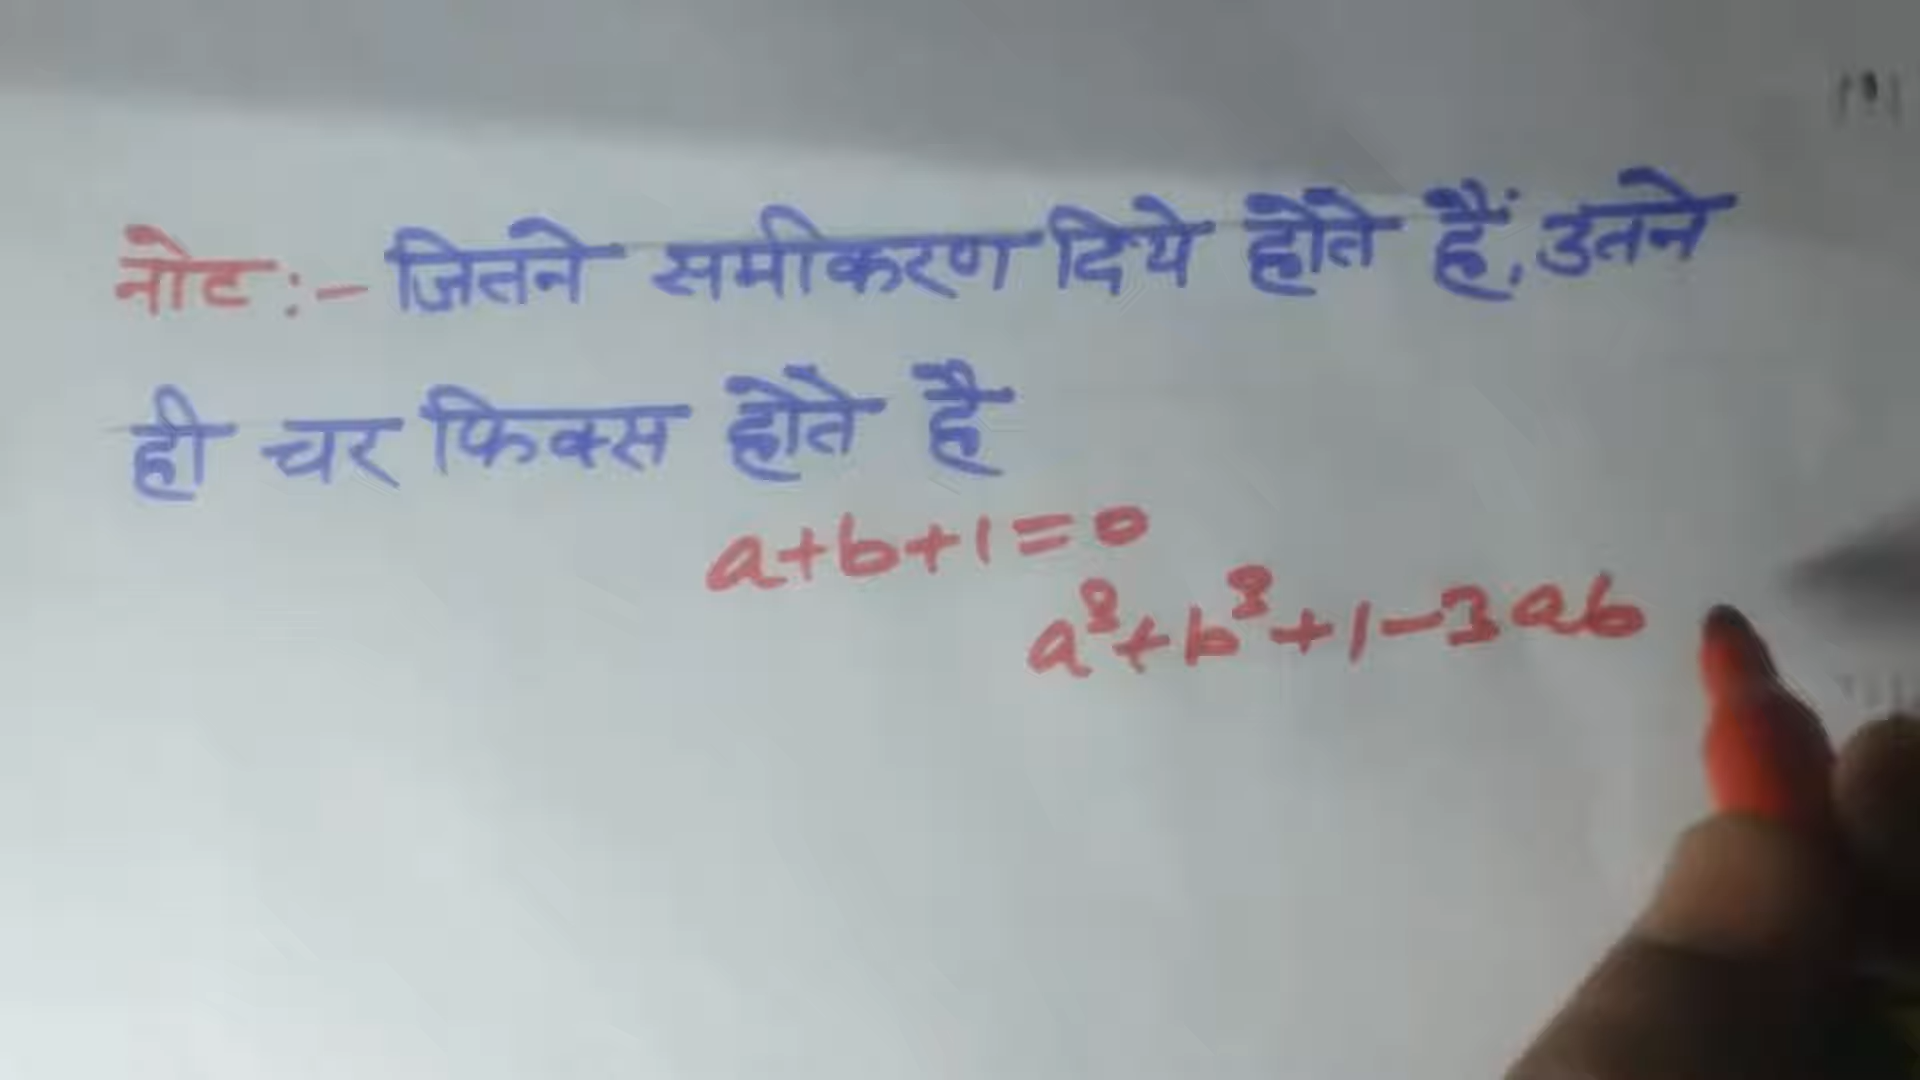 नोट :- जितने समीकरण दिये होते हैं, उतने
ही चर फिक्स होते है
a+b+1=0
a³+b³+1-3ab